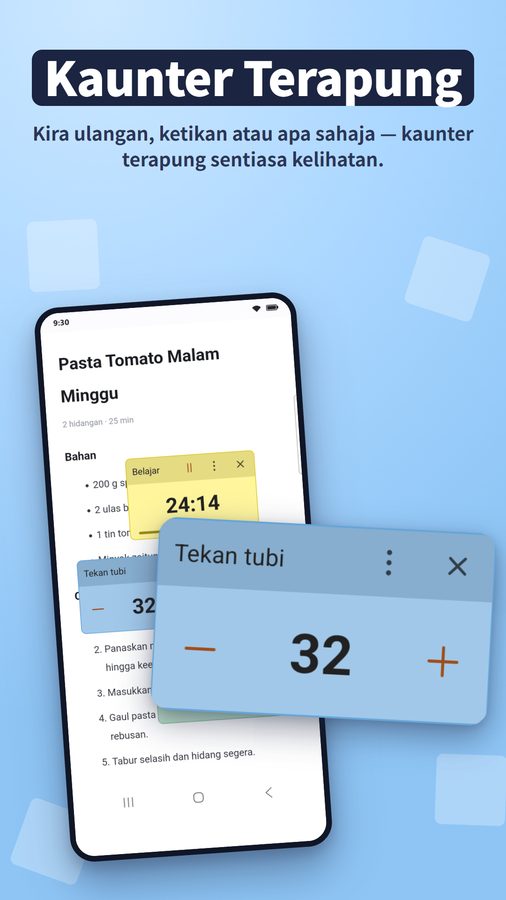 Kaunter Terapung
Kira ulangan, ketikan atau apa sahaja — kaunter
terapung sentiasa kelihatan.
9:30
Pasta Tomato Malam
Minggu
2 hidangan · 25 min
Bahan
• 200 g
• 2 ulas
• 1 tin
Belajar
24:14
Tekan tubi
32
Tekan tubi
32
2. Panaskan
hingga
3. Masukkan
4. Gaul pasta
rebusan.
5. Tabur selasih dan hidang segera.